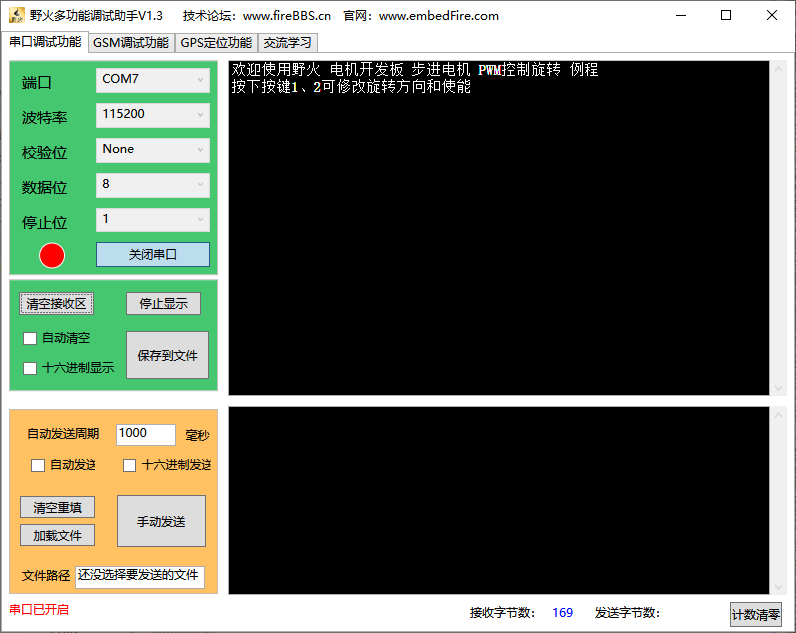 野火多功能调试助手V1.3 技术论坛：www.fireBBS.cn 官网：www.embedFire.com
串口调试功能 GSM调试功能 GPS定位功能 交流学习
端口 COM7
波特率 115200
校验位 None
数据位 8
停止位 1
关闭串口
清空接收区 停止显示
自动清空
保存到文件
十六进制显示
欢迎使用野火 电机开发板 步进电机 PWM控制旋转 例程
按下按键1、2可修改旋转方向和使能
自动发送周期 1000 毫秒
自动发送 十六进制发送
清空重填
手动发送
加载文件
文件路径 还没选择要发送的文件
串口已开启
接收字节数： 169 发送字节数：
计数清零